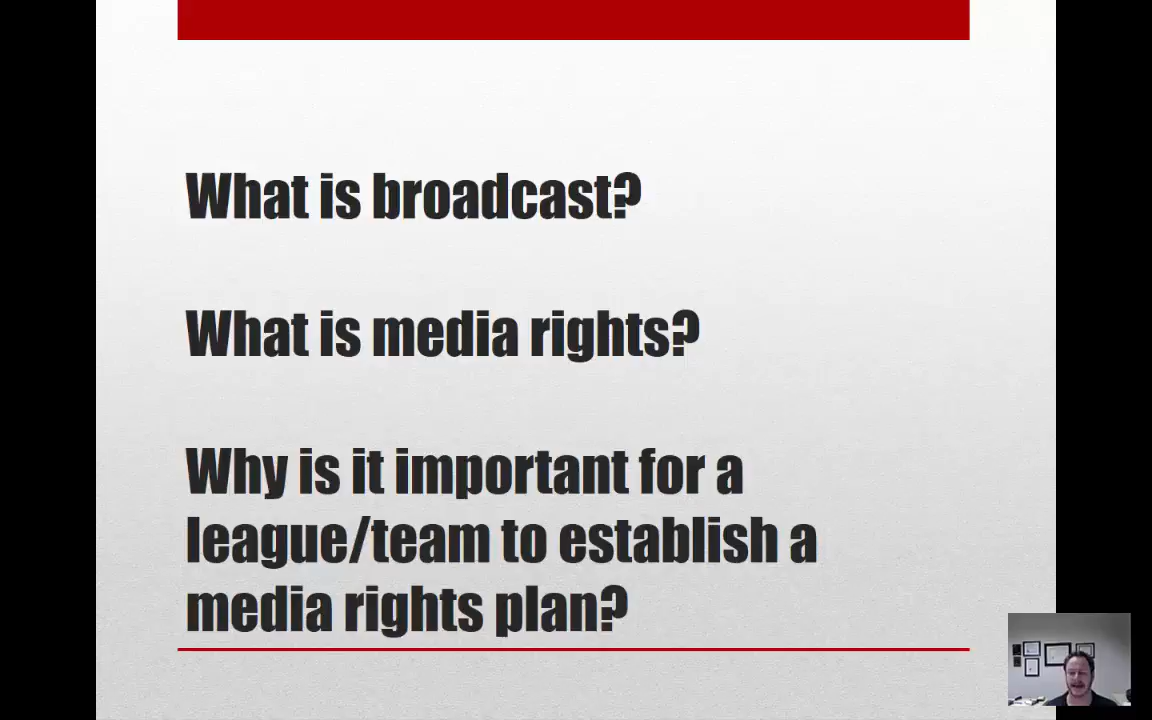 What is broadcast?
What is media rights?
Why is it important for a
league/team to establish a
media rights plan?